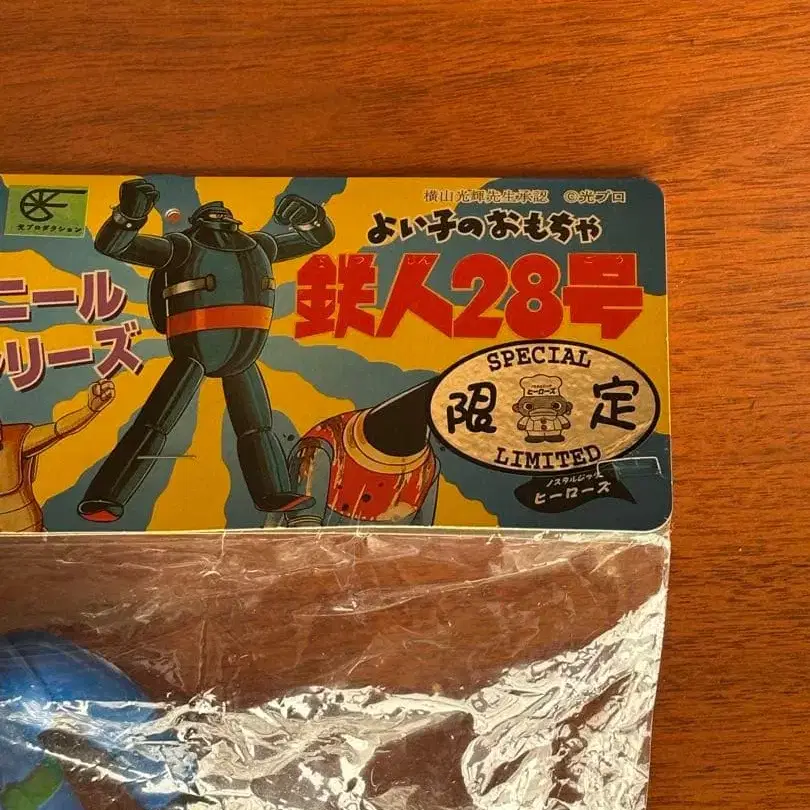 光プロダクション
横山光輝先生承認 ©光プロ
よい子のおもちゃ
てつじんごう
鉄人28号
ニール
リーズ
SPECIAL
限定
LIMITED
ノスタルジック
ヒーローズ